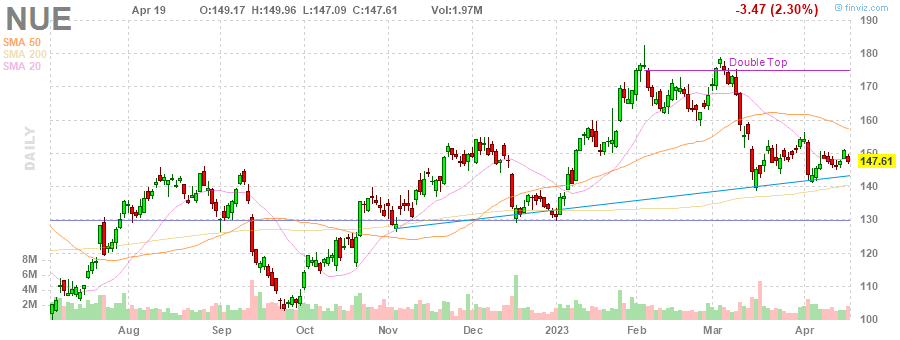 NUE Apr 19 O:149.17 H:149.96 L:147.09 C:147.61 Vol:1.97M -3.47 (2.30%) @ finviz.com
SMA 50
SMA 200
SMA 20
DAILY
Double Top
190
180
170
160
150
147.61
140
130
120
110
100
8M
6M
4M
2M
Aug Sep Oct Nov Dec 2023 Feb Mar Apr